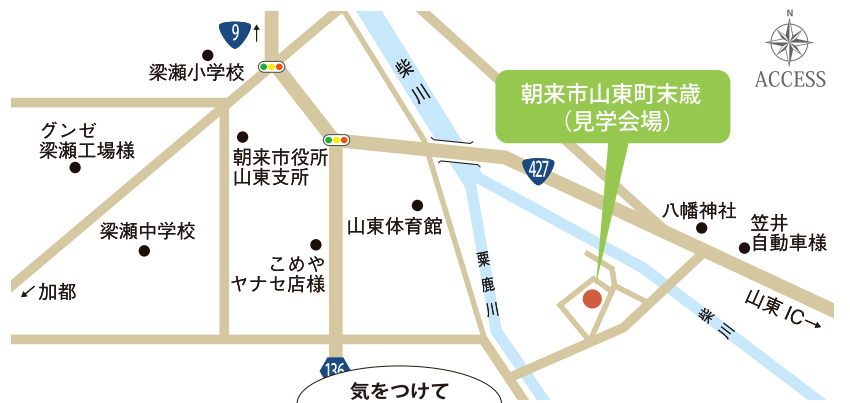 9
N
ACCESS
梁瀬小学校
柴川
朝来市山東町末歳
（見学会場）
グンゼ
梁瀬工場様
朝来市役所
山東支所
427
八幡神社
笠井
自動車様
梁瀬中学校
山東体育館
こめや
ヤナセ店様
粟鹿川
加都
山東IC
柴川
136
気をつけて